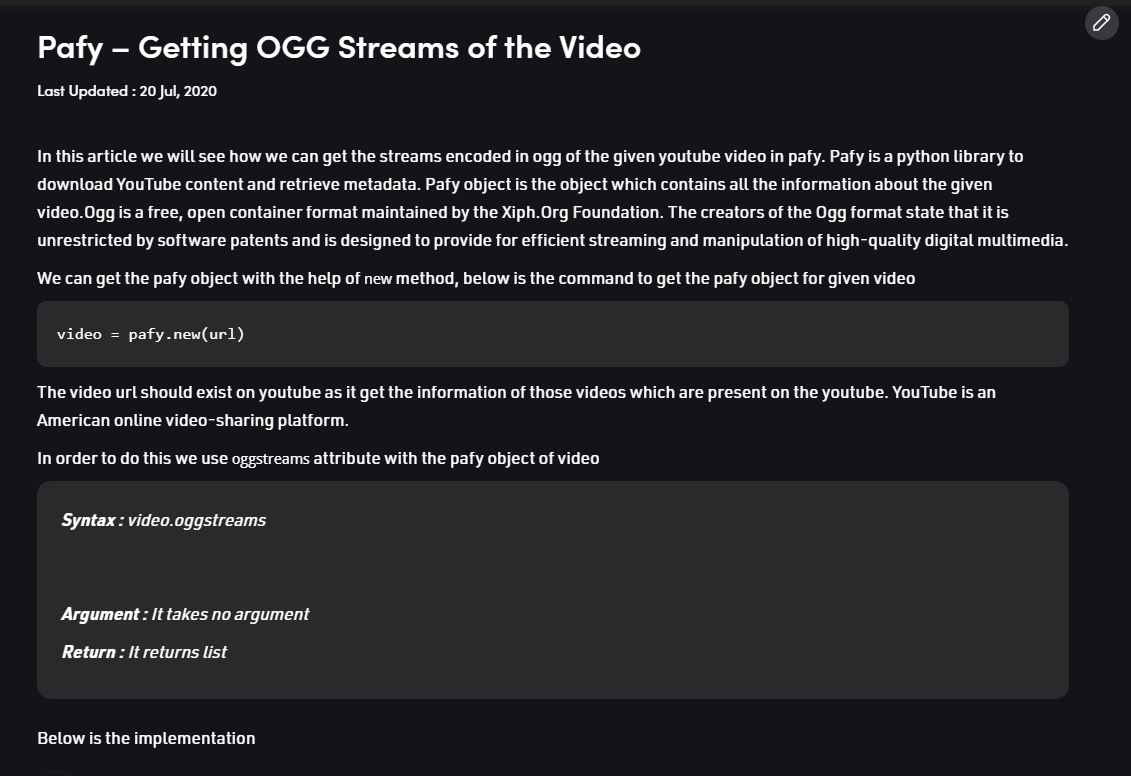 Pafy – Getting OGG Streams of the Video
Last Updated : 20 Jul, 2020
In this article we will see how we can get the streams encoded in ogg of the given youtube video in pafy. Pafy is a python library to
download YouTube content and retrieve metadata. Pafy object is the object which contains all the information about the given
video.Ogg is a free, open container format maintained by the Xiph.Org Foundation. The creators of the Ogg format state that it is
unrestricted by software patents and is designed to provide for efficient streaming and manipulation of high-quality digital multimedia.
We can get the pafy object with the help of new method, below is the command to get the pafy object for given video
video = pafy.new(url)
The video url should exist on youtube as it get the information of those videos which are present on the youtube. YouTube is an
American online video-sharing platform.
In order to do this we use oggstreams attribute with the pafy object of video
Syntax : video.oggstreams
Argument : It takes no argument
Return : It returns list
Below is the implementation